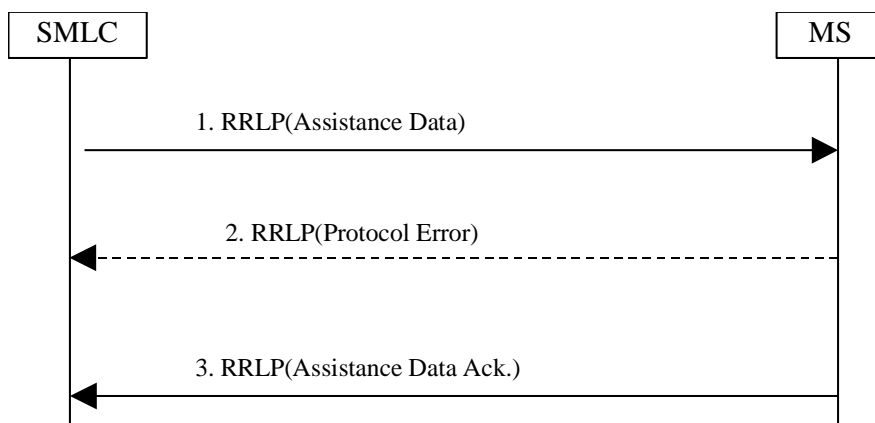 SMLC
MS
1. RRLP(Assistance Data)
2. RRLP(Protocol Error)
3. RRLP(Assistance Data Ack.)